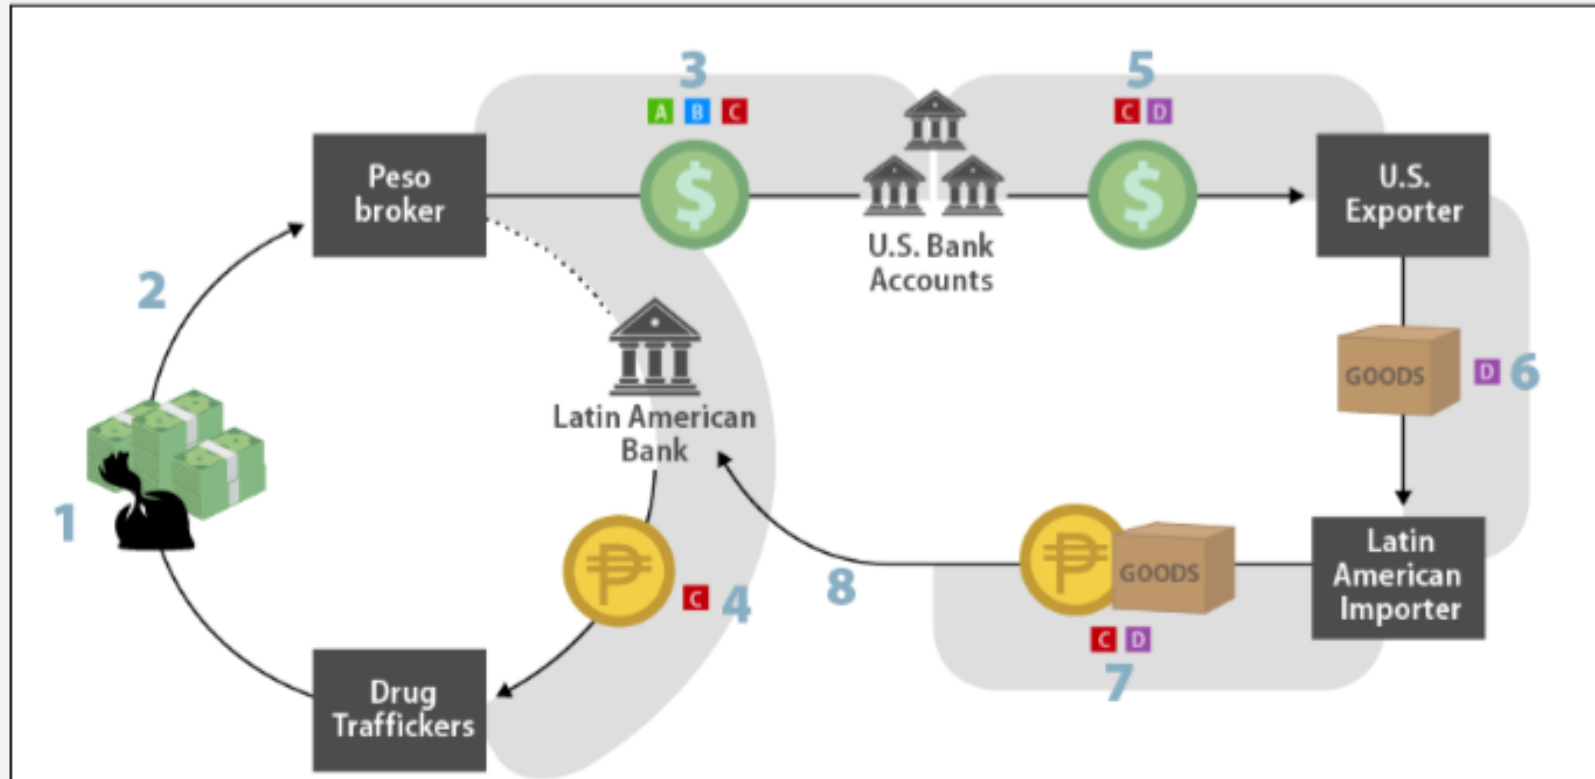 3
5
A B C
C D
Peso
broker
$
$
U.S.
Exporter
U.S. Bank
Accounts
2
GOODS
D 6
Latin American
Bank
1
₱
C 4
8
₱
GOODS
Latin
American
Importer
C D
7
Drug
Traffickers